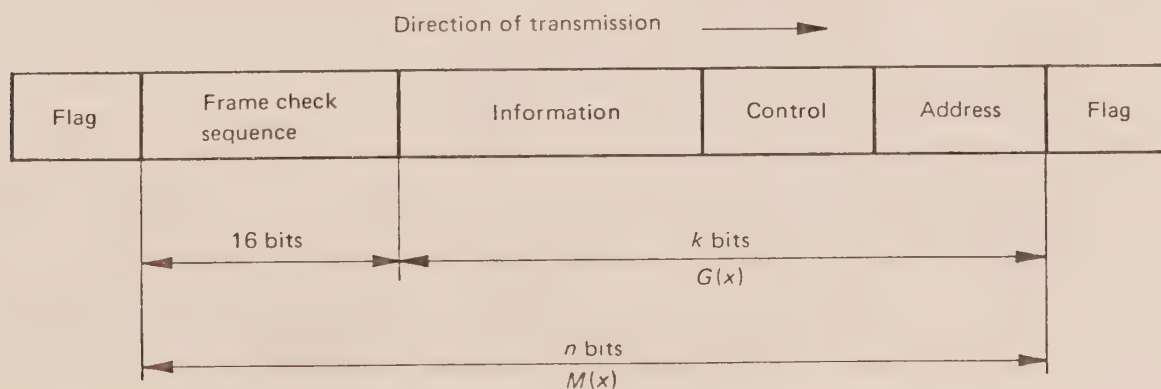 Direction of transmission
Flag
Frame check
sequence
Information
Control
Address
Flag
16 bits
k bits
G(x)
n bits
M(x)